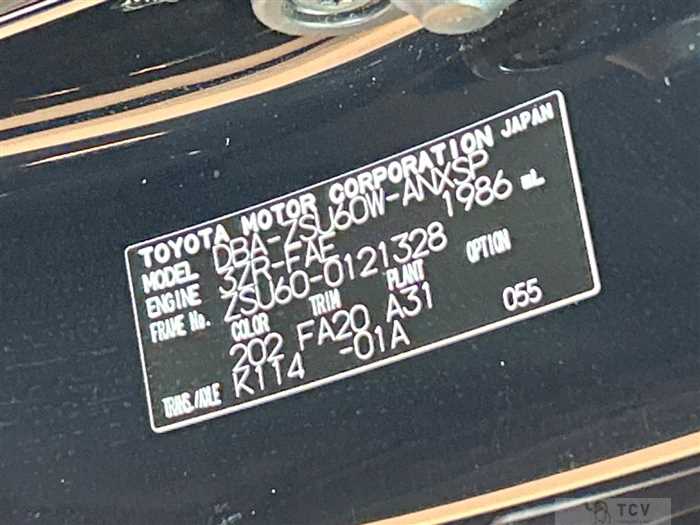 TOYOTA MOTOR CORPORATION JAPAN
MODEL DBA-ZSU60W-ANXSP
ENGINE 3ZR-FAE 1986 mL
FRAME No. ZSU60-0121328
COLOR TRIM PLANT OPTION
202 FA20 A31 055
TRANS./AXLE K114 -01A
TCV